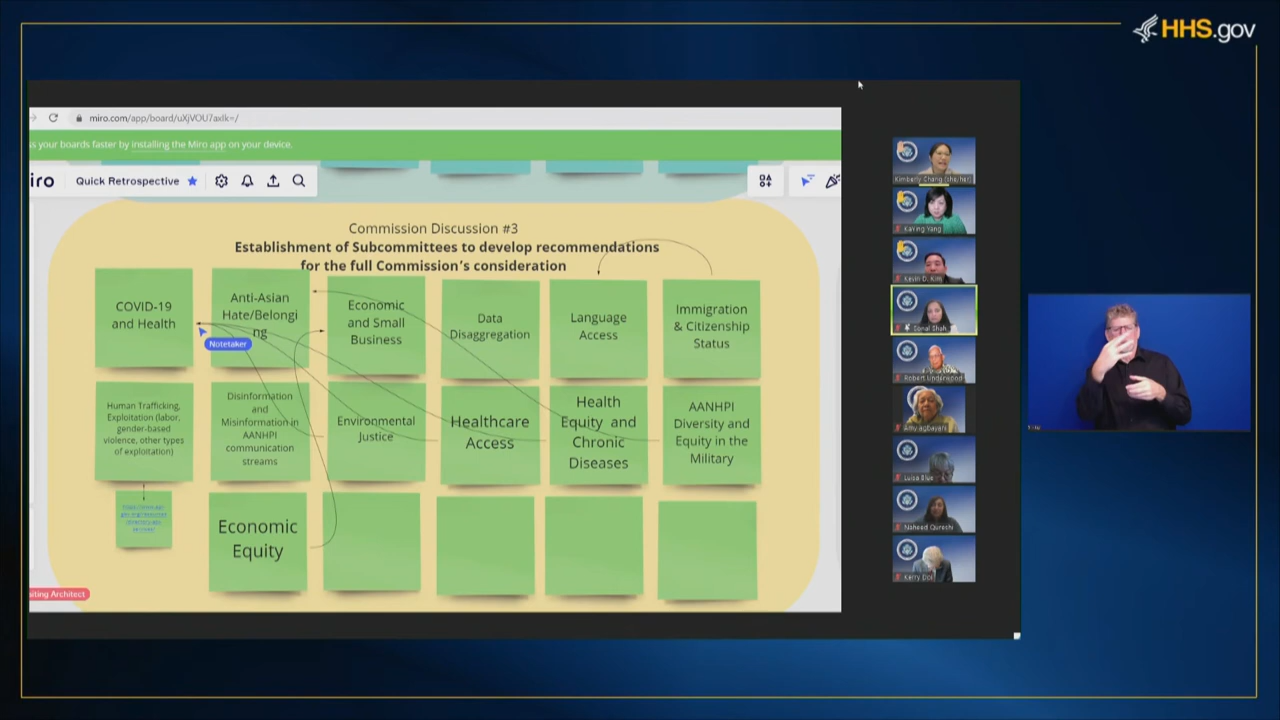 HHS.gov
miro.com/app/board/uXjVOU7axlk=/
ss your boards faster by installing the Miro app on your device.
iro
Quick Retrospective
Commission Discussion #3
Establishment of Subcommittees to develop recommendations
for the full Commission's consideration
COVID-19
and Health
Anti-Asian
Hate/Belongi
ng
Economic
and Small
Business
Data
Disaggregation
Language
Access
Immigration
& Citizenship
Status
Notetaker
Human Trafficking,
Exploitation (labor,
gender-based
violence, other types
of exploitation)
Disinformation
and
Misinformation in
AANHPI
communication
streams
Environmental
Justice
Healthcare
Access
Health
Equity and
Chronic
Diseases
AANHPI
Diversity and
Equity in the
Military
Economic
Equity
siting Architect
Kimberly Chang (she/her)
KaYing Yang
Kevin D. Kim
Sonal Shah
Robert Underwood
Amy agbayani
Luisa Blue
Naheed Qureshi
Kerry Doi